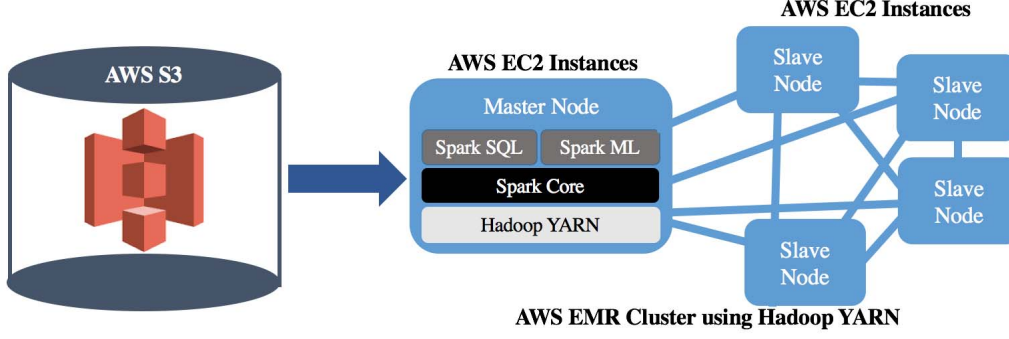 AWS S3
AWS EC2 Instances
Master Node
Spark SQL
Spark ML
Spark Core
Hadoop YARN
AWS EC2 Instances
Slave
Node
Slave
Node
Slave
Node
Slave
Node
AWS EMR Cluster using Hadoop YARN